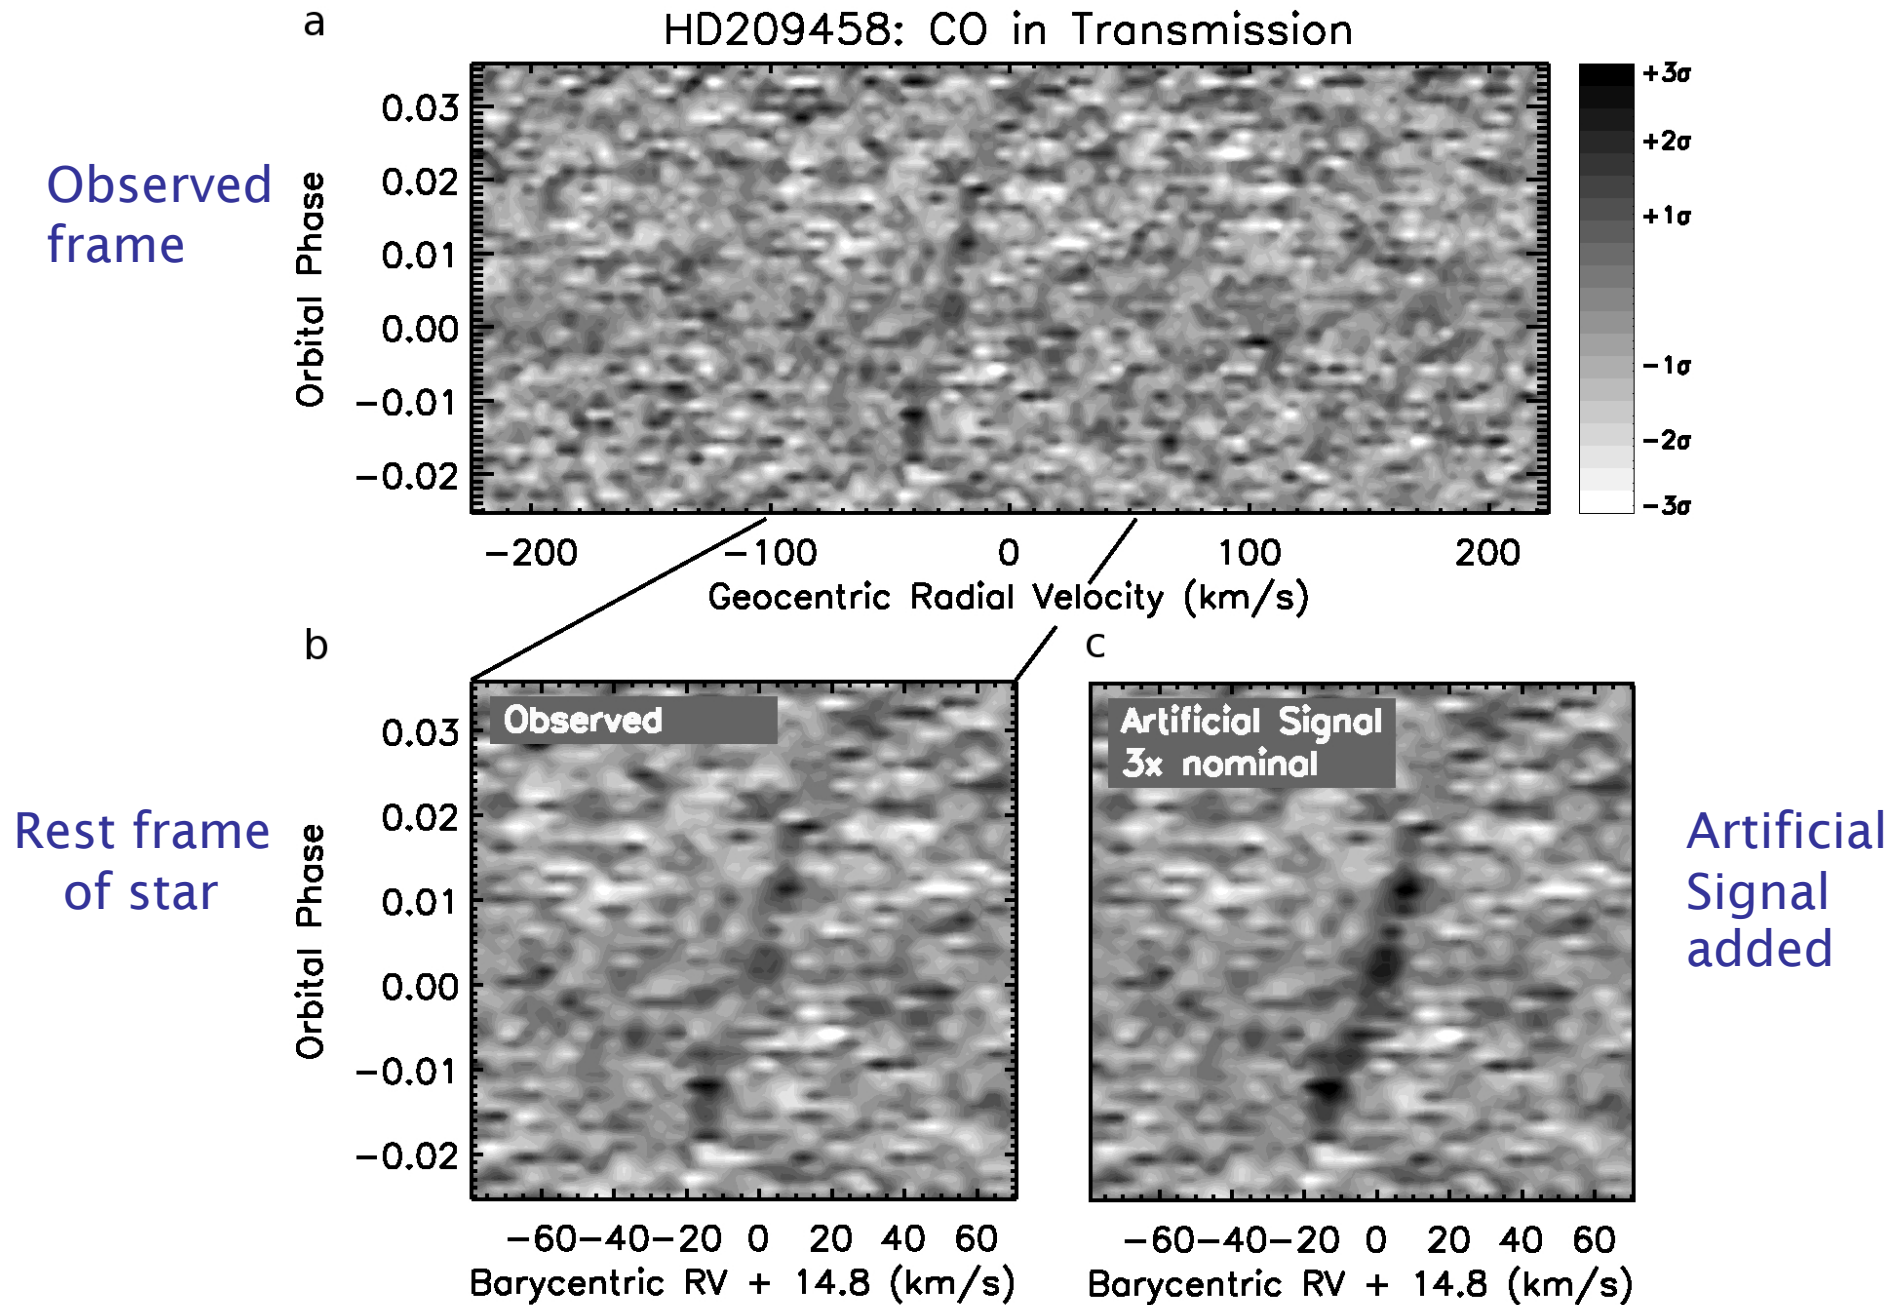 a
HD209458: CO in Transmission
Observed
frame
Orbital Phase
0.03
0.02
0.01
0.00
−0.01
−0.02
−200 −100 0 100 200
Geocentric Radial Velocity (km/s)
+3σ
+2σ
+1σ
−1σ
−2σ
−3σ
b
Rest frame
of star
Observed
Orbital Phase
0.03
0.02
0.01
0.00
−0.01
−0.02
−60 −40 −20 0 20 40 60
Barycentric RV + 14.8 (km/s)
c
Artificial Signal
3x nominal
−60 −40 −20 0 20 40 60
Barycentric RV + 14.8 (km/s)
Artificial
Signal
added